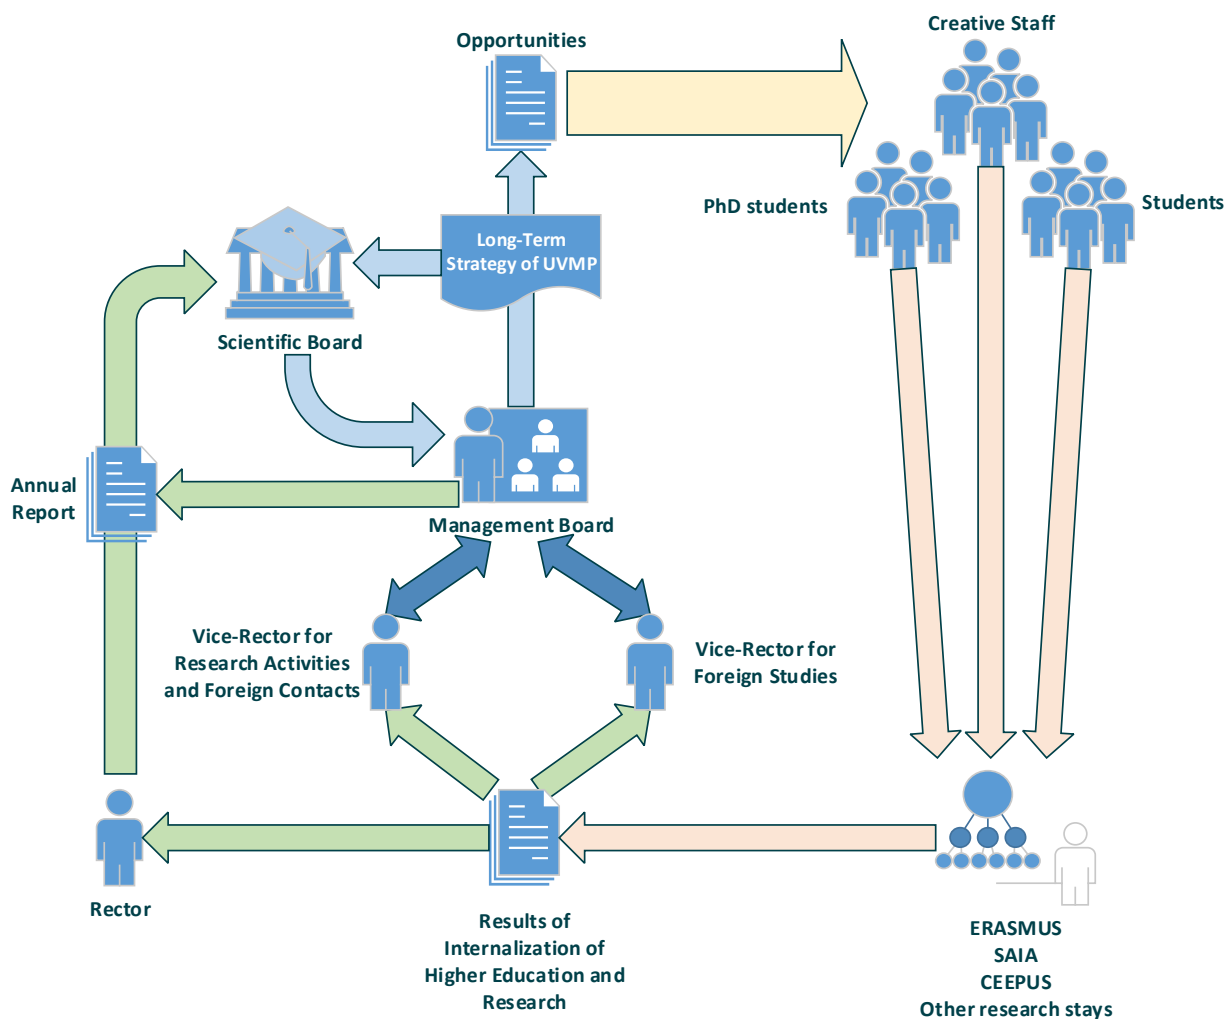 Creative Staff
Opportunities
PhD students
Students
Long-Term
Strategy of UVMP
Scientific Board
Annual
Report
Management Board
Vice-Rector for
Research Activities
and Foreign Contacts
Vice-Rector for
Foreign Studies
Rector
Results of
Internalization of
Higher Education and
Research
ERASMUS
SAIA
CEEPUS
Other research stays